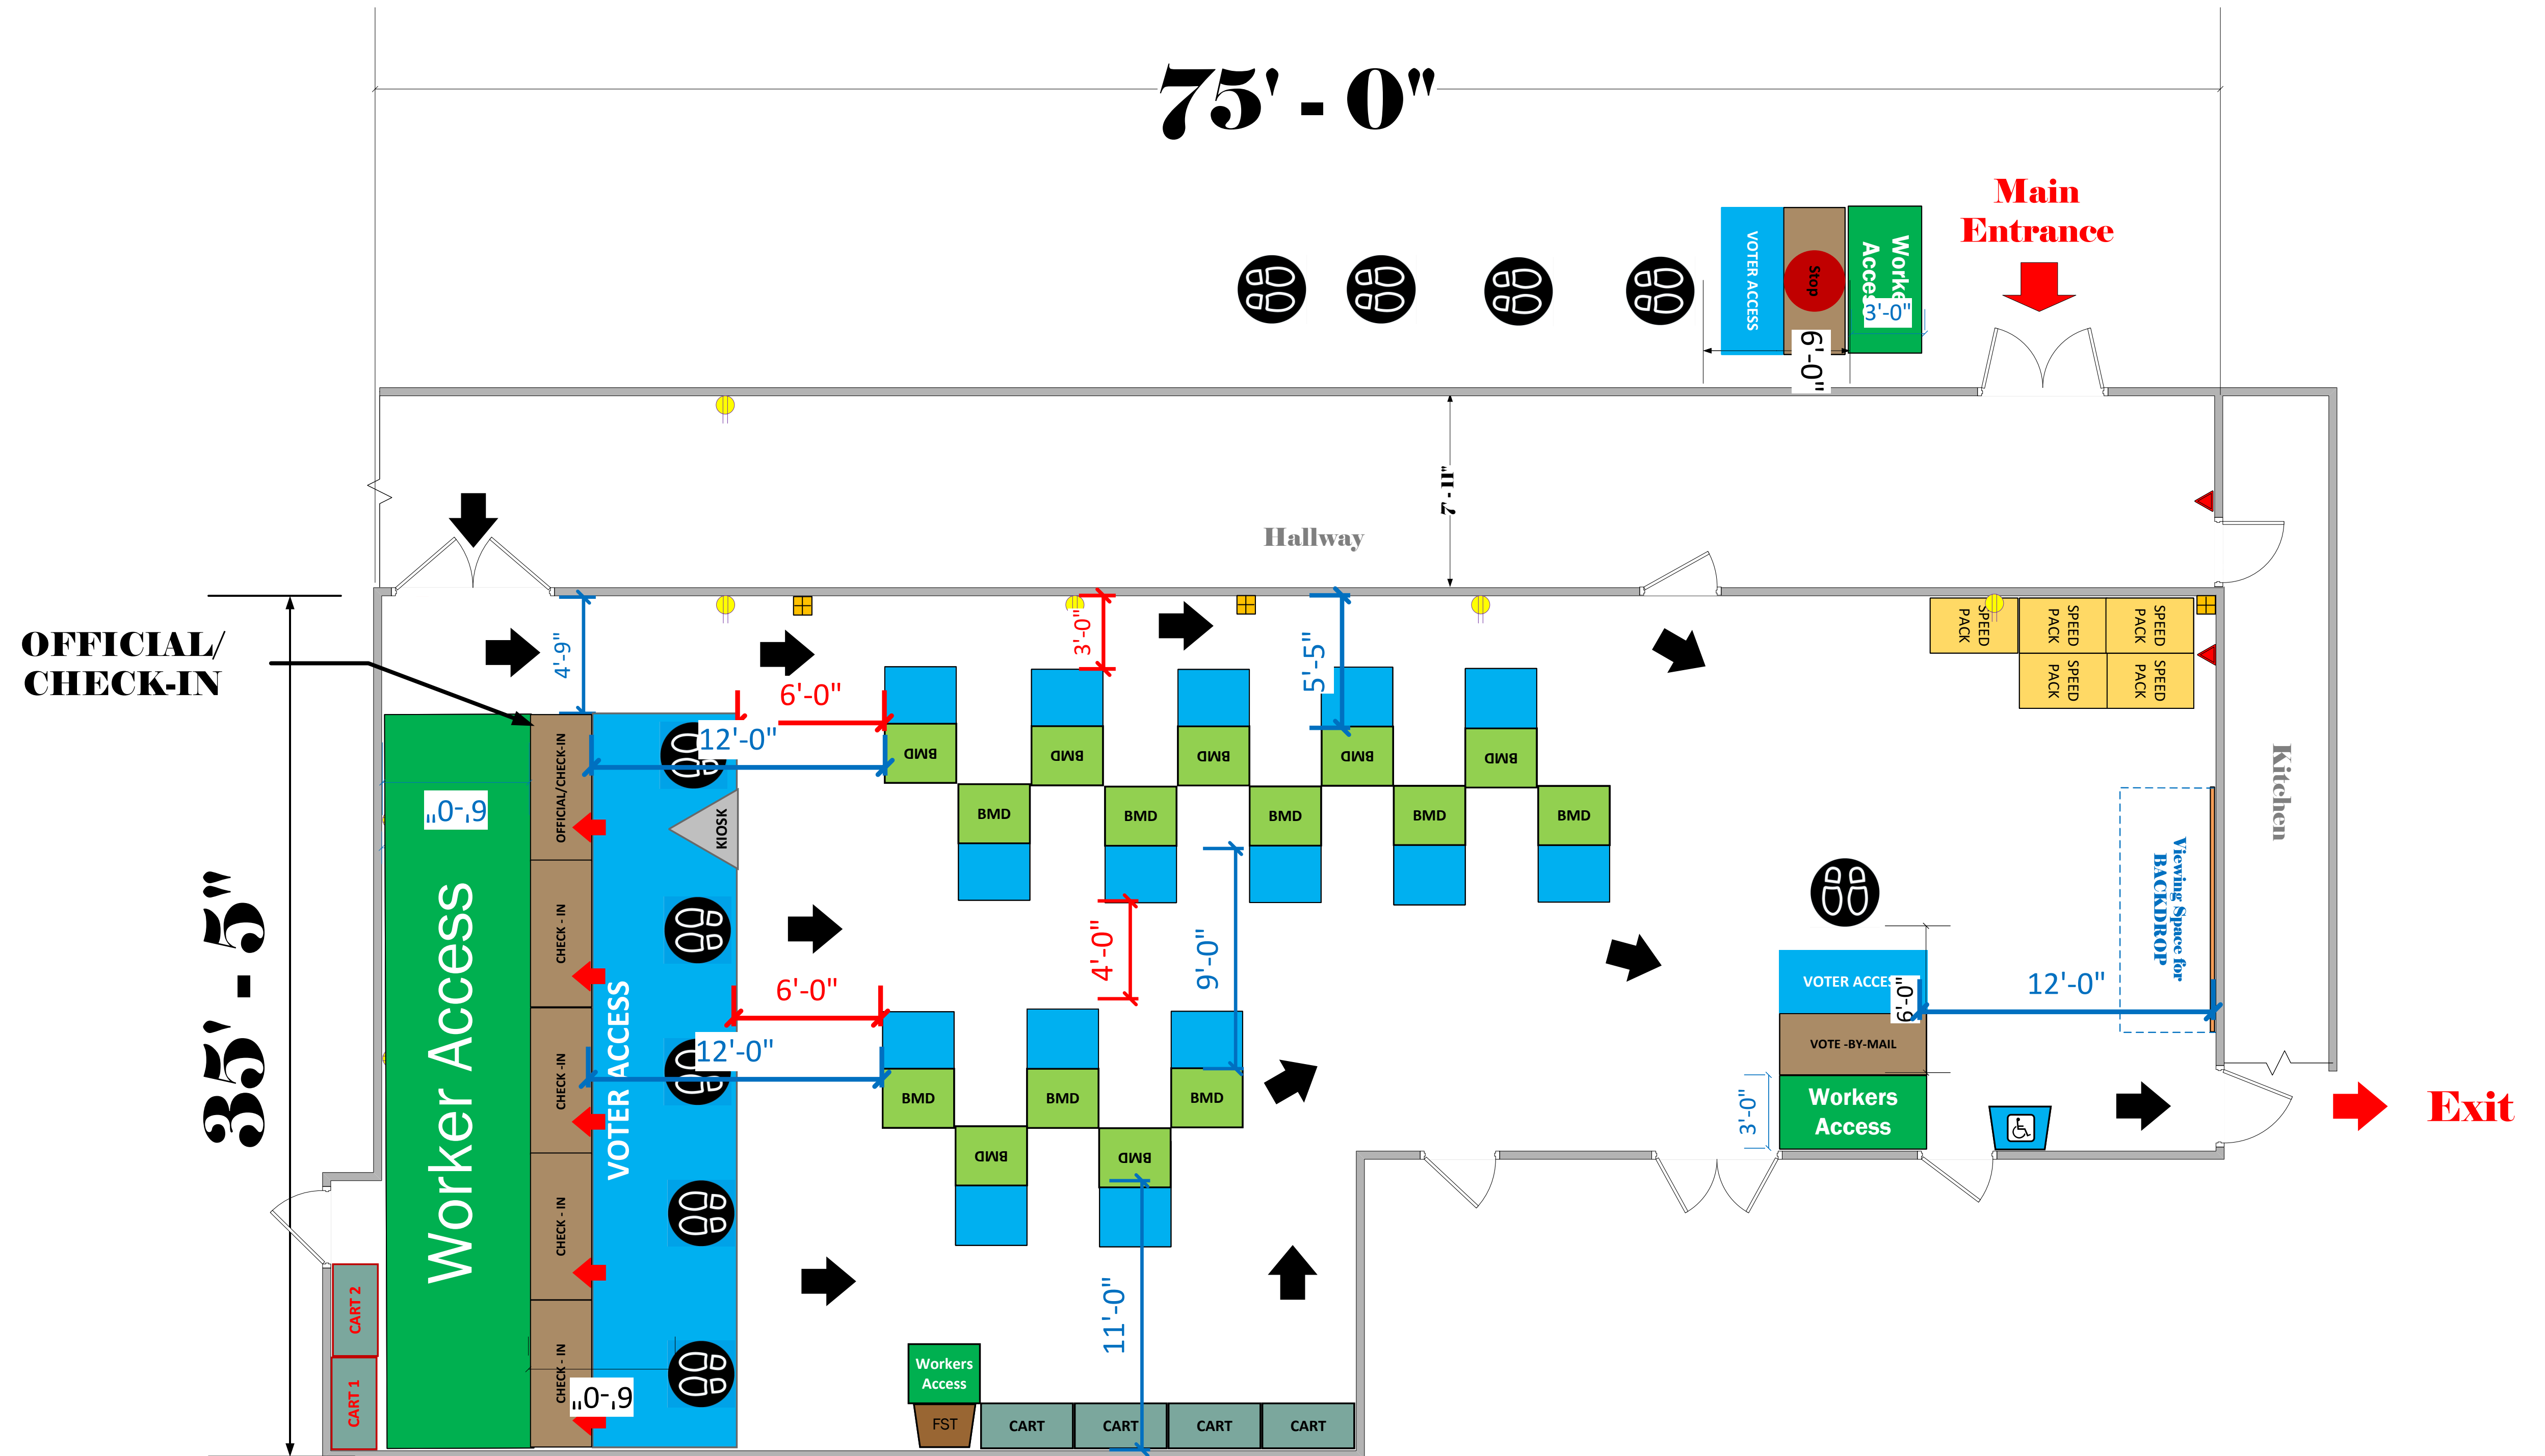 75' - 0"
Main
Entrance
VOTER ACCESS
Stop
Worke
Acces
3'-0"
6'-0"
7' - 11"
Hallway
OFFICIAL/
CHECK-IN
4'-9"
3'-0"
5'-5"
SPEED
PACK
SPEED
PACK
SPEED
PACK
SPEED
PACK
SPEED
PACK
6'-0"
12'-0"
BMD
BMD
BMD
BMD
BMD
6'-0"
OFFICIAL/CHECK-IN
KIOSK
BMD
BMD
BMD
BMD
BMD
Kitchen
Viewing Space for
BACKDROP
35' - 5"
Worker Access
CHECK - IN
VOTER ACCESS
6'-0"
4'-0"
9'-0"
VOTER ACCES
6'-0"
12'-0"
12'-0"
CHECK -IN
VOTE -BY-MAIL
BMD
BMD
BMD
3'-0"
Workers
Access
Exit
BMD
BMD
CHECK - IN
11'-0"
CART 2
CART 1
CHECK - IN
6'-0"
Workers
Access
FST
CART
CART
CART
CART